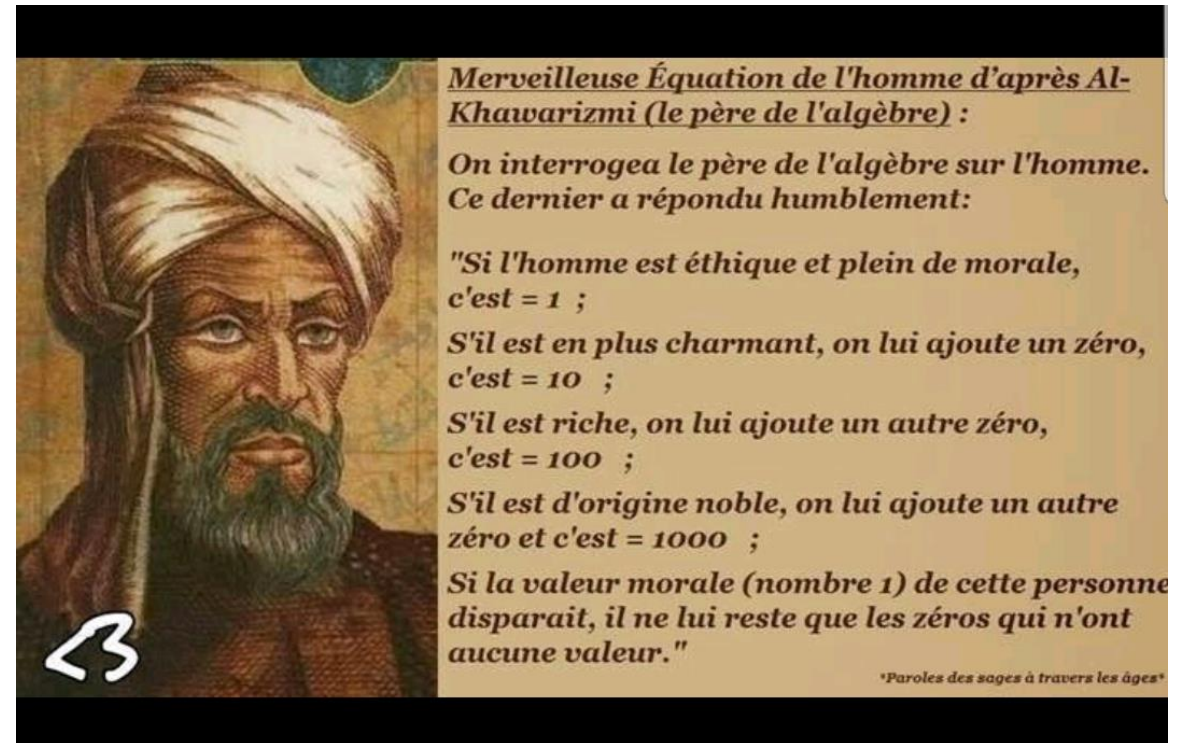 Merveilleuse Équation de l'homme d’après Al-
Khawarizmi (le père de l'algèbre) :
On interrogea le père de l'algèbre sur l'homme.
Ce dernier a répondu humblement:
"Si l'homme est éthique et plein de morale,
c'est = 1 ;
S'il est en plus charmant, on lui ajoute un zéro,
c'est = 10 ;
S'il est riche, on lui ajoute un autre zéro,
c'est = 100 ;
S'il est d'origine noble, on lui ajoute un autre
zéro et c'est = 1000 ;
Si la valeur morale (nombre 1) de cette personne
disparait, il ne lui reste que les zéros qui n'ont
aucune valeur."
*Paroles des sages à travers les âges*
<3